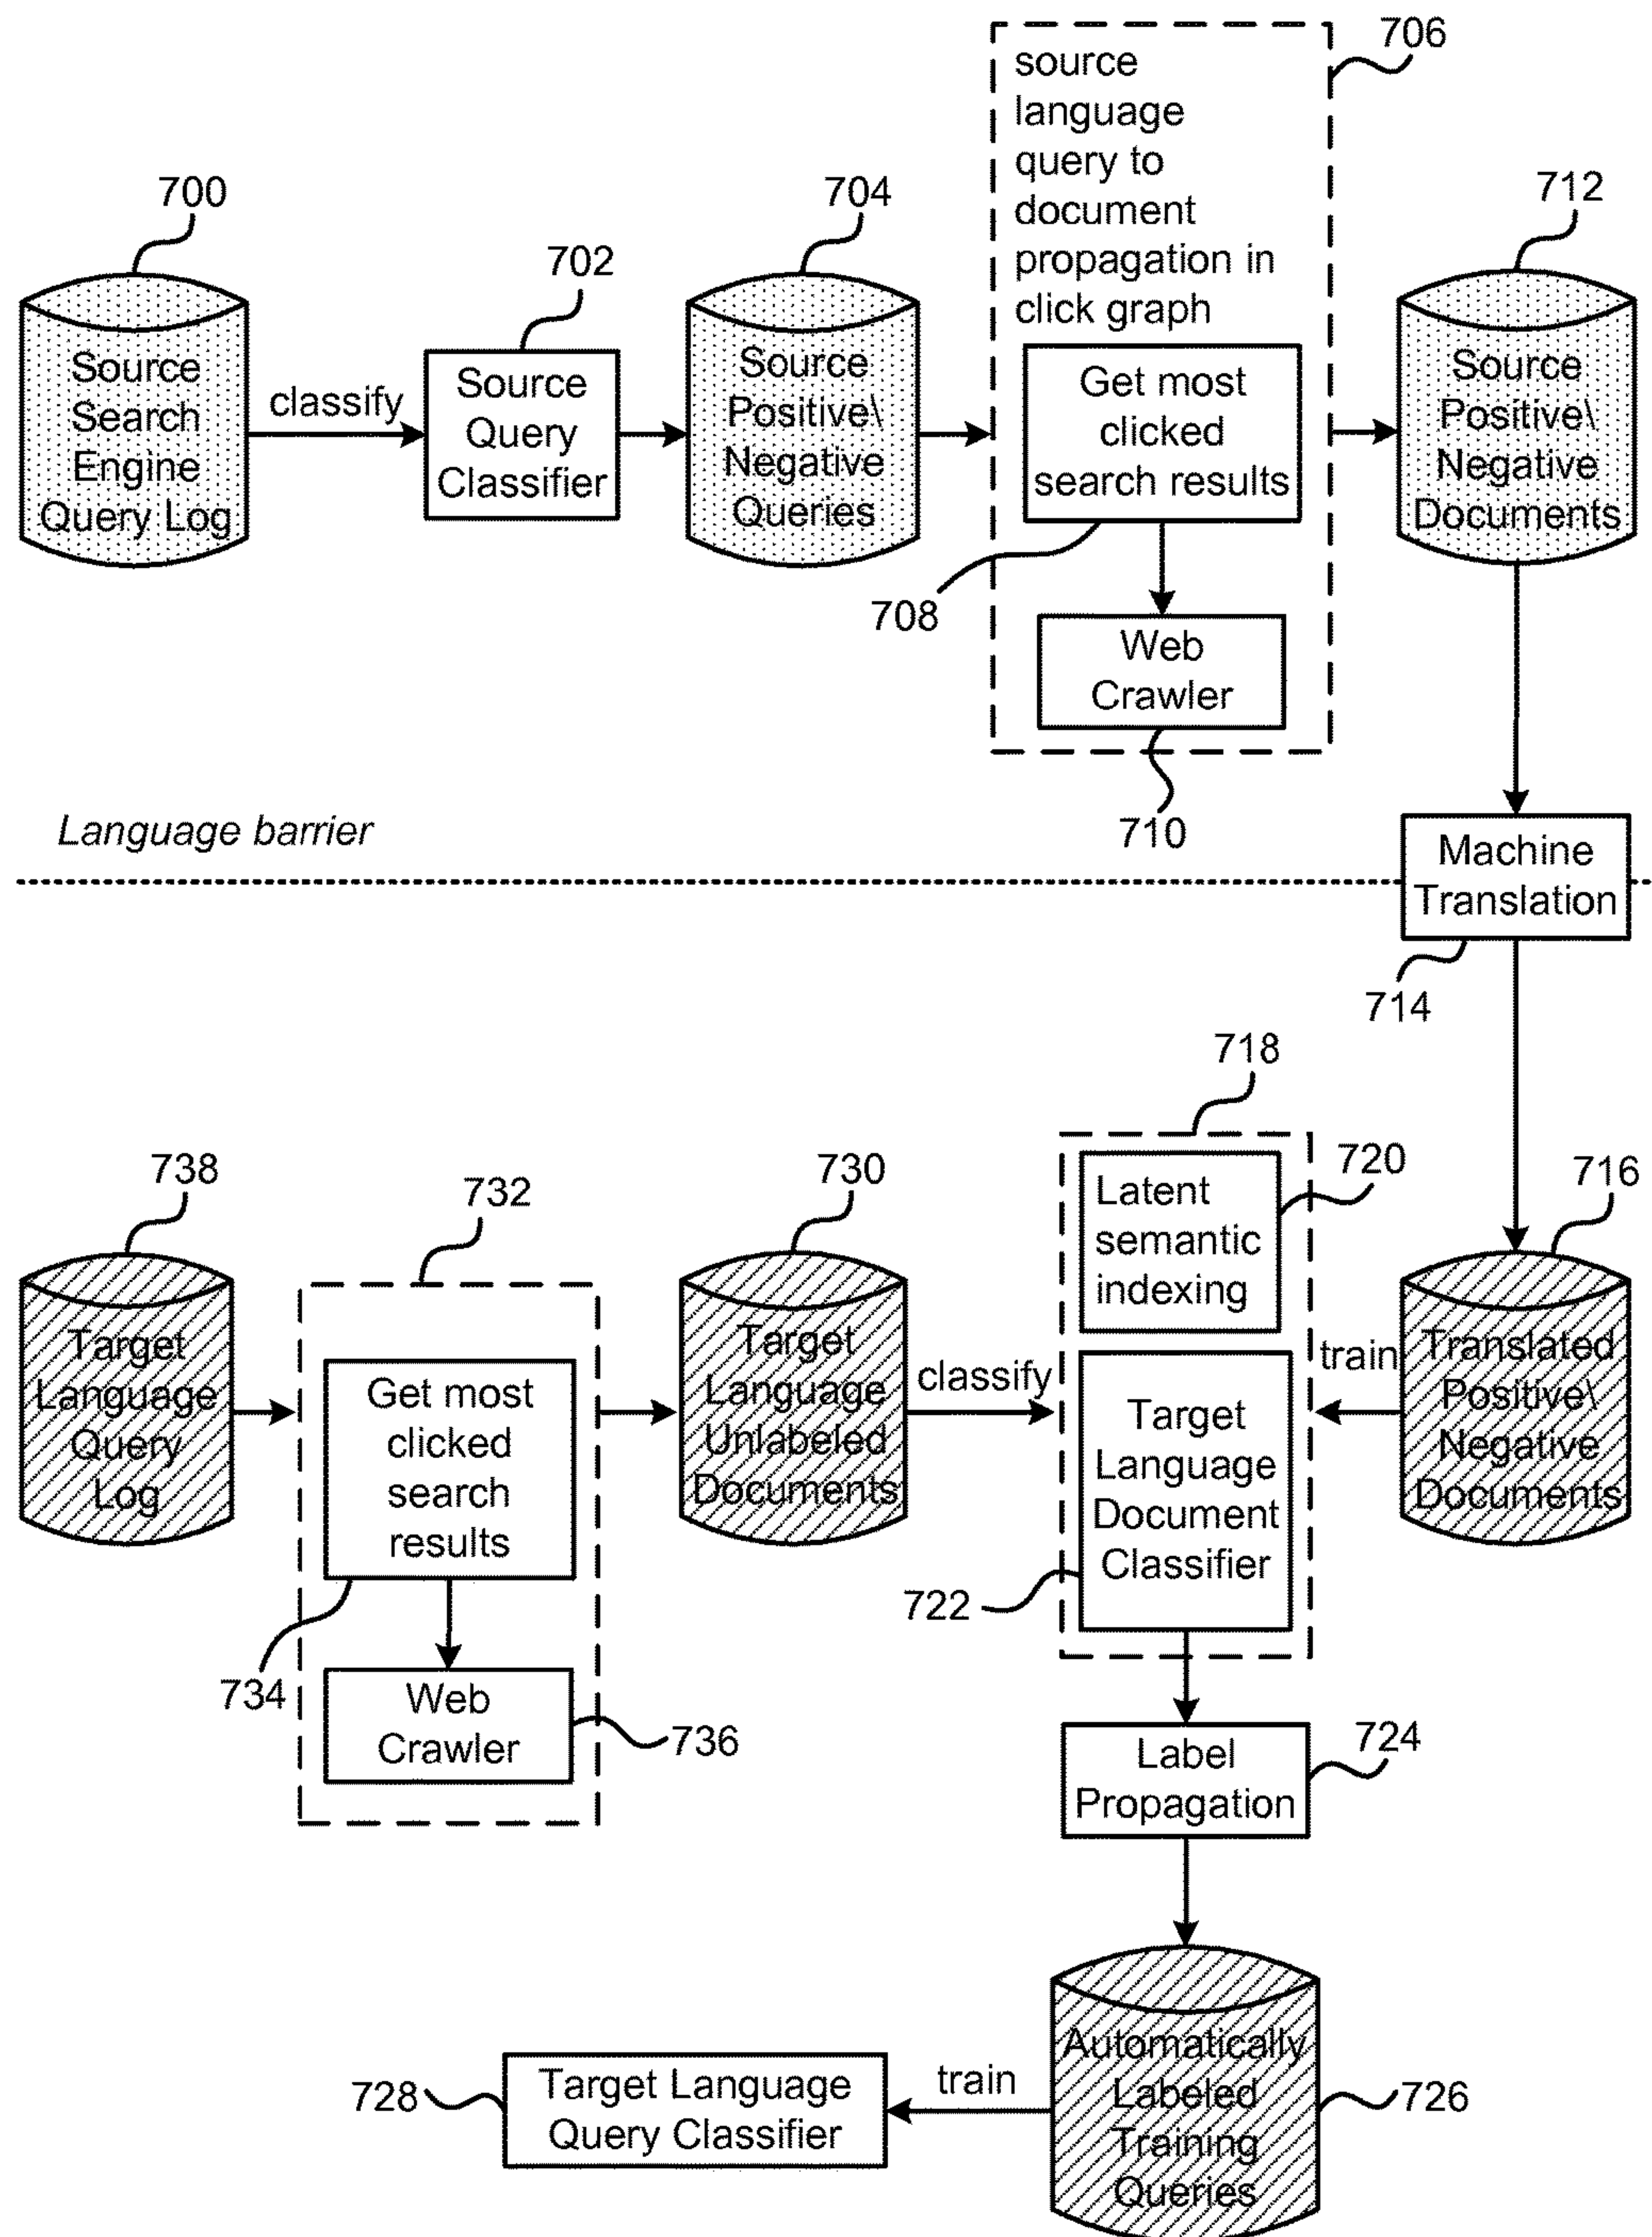 706
source
language
query to
document
propagation in
click graph
700
702
704
712
Source
Search
Engine
Query Log
classify
Source
Query
Classifier
Source
Positive\
Negative
Queries
Get most
clicked
search results
708
Web
Crawler
710
Source
Positive\
Negative
Documents
Language barrier
Machine
Translation
714
718
738
732
730
720
716
Target
Language
Query
Log
Get most
clicked
search
results
734
Web
Crawler
736
Target
Language
Unlabeled
Documents
classify
Latent
semantic
indexing
Target
Language
Document
Classifier
722
train
Translated
Positive\
Negative
Documents
Label
Propagation
724
728
Target Language
Query Classifier
train
Automatically
Labeled
Training
Queries
726